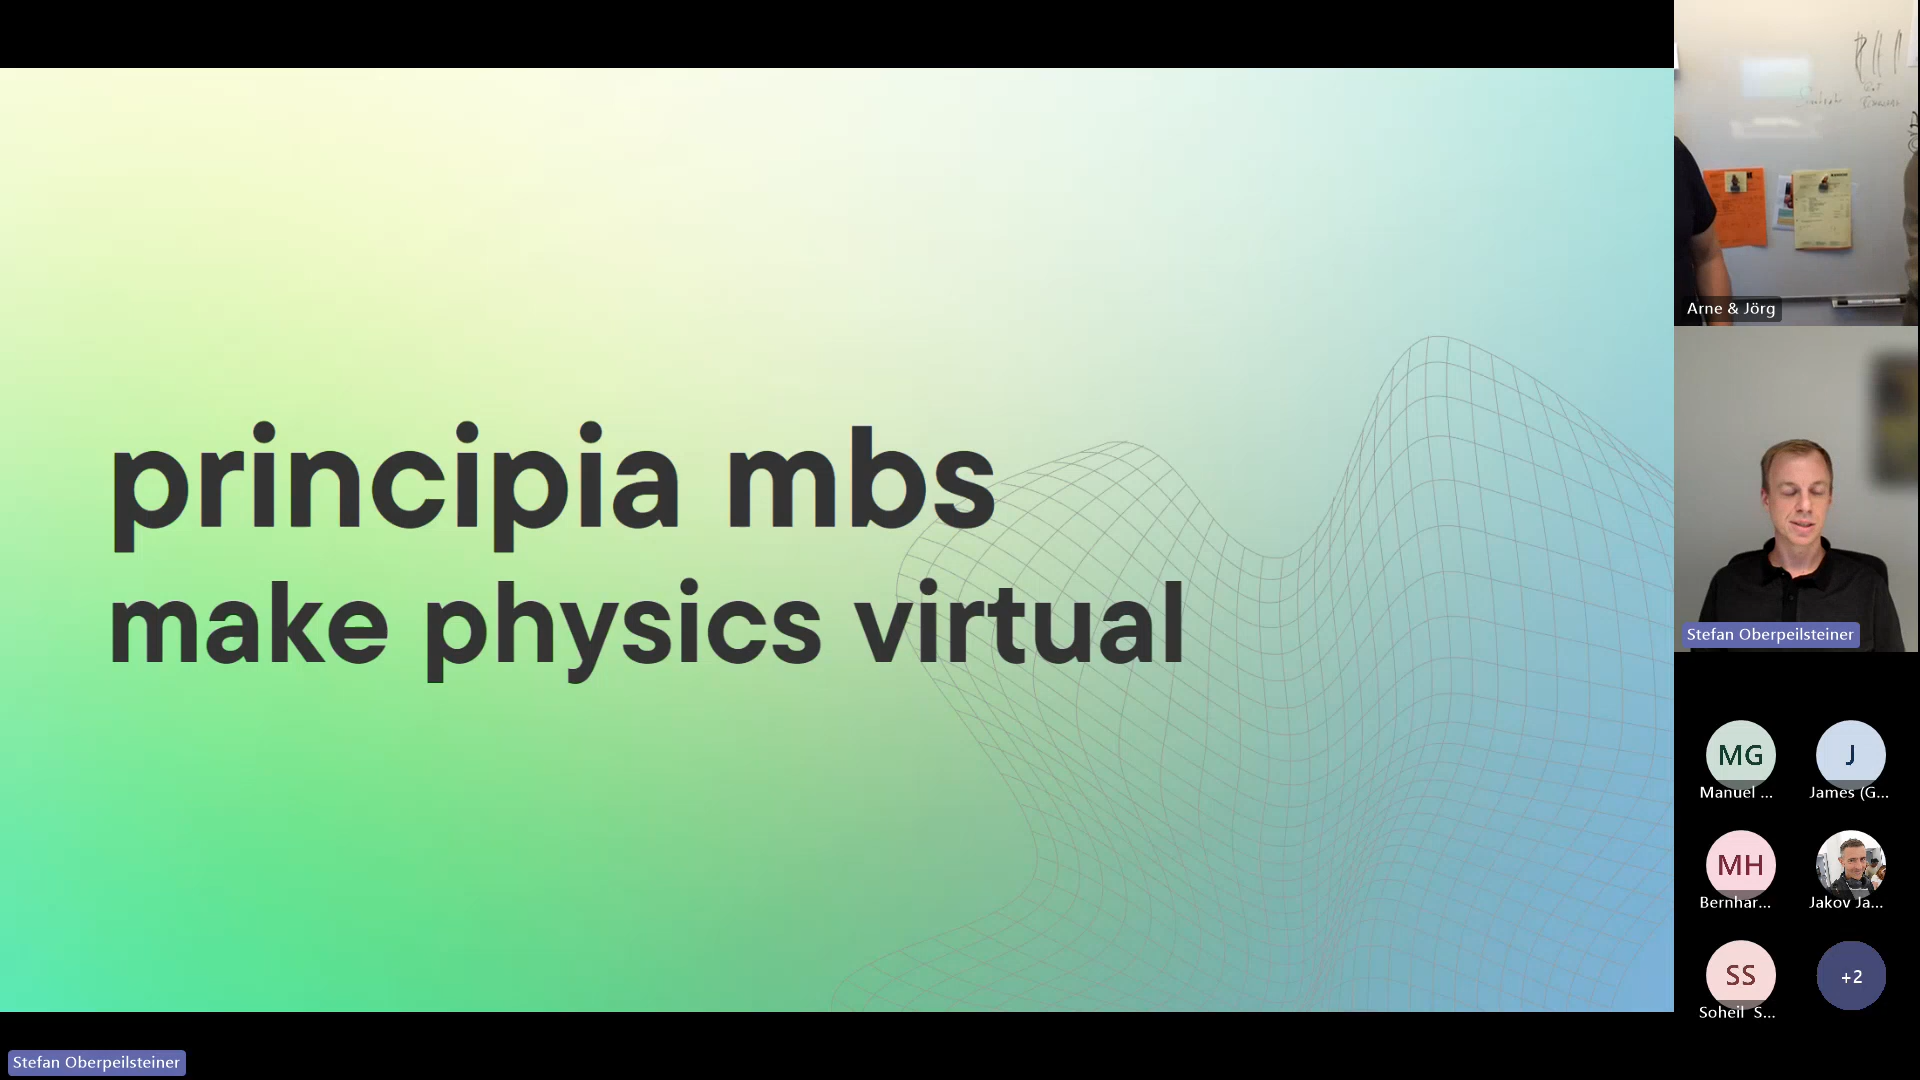 principia mbs
make physics virtual
Arne & Jörg
Stefan Oberpeilsteiner
MG
Manuel ...
J
James (G...
MH
Bernhar...
Jakov Ja...
SS
Soheil S...
+2
Stefan Oberpeilsteiner